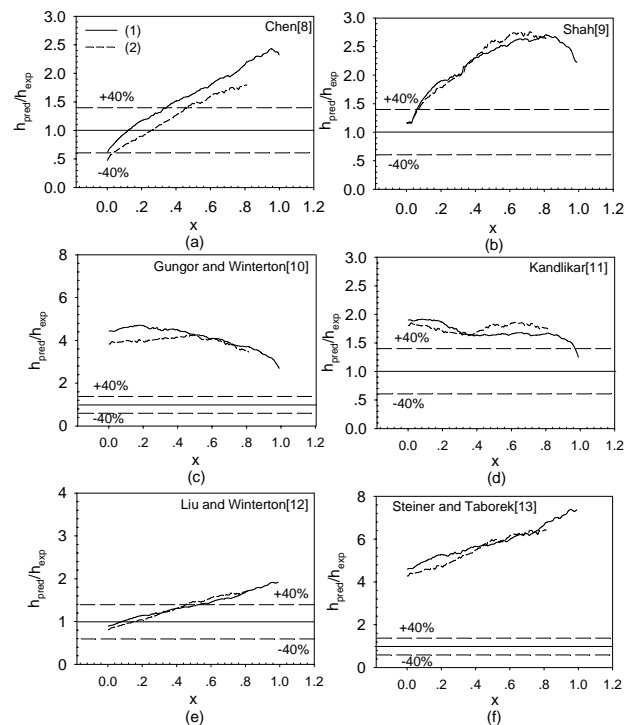 Chen[8]
(1)
(2)
+40%
-40%
h_pred/h_exp
3.0
2.5
2.0
1.5
1.0
.5
0.0
0.0 .2 .4 .6 .8 1.0 1.2
x
(a)
Shah[9]
+40%
-40%
h_pred/h_exp
3.0
2.5
2.0
1.5
1.0
.5
0.0
0.0 .2 .4 .6 .8 1.0 1.2
x
(b)
Gungor and Winterton[10]
+40%
-40%
h_pred/h_exp
8
6
4
2
0
0.0 .2 .4 .6 .8 1.0 1.2
x
(c)
Kandlikar[11]
+40%
-40%
h_pred/h_exp
3.0
2.5
2.0
1.5
1.0
.5
0.0
0.0 .2 .4 .6 .8 1.0 1.2
x
(d)
Liu and Winterton[12]
+40%
-40%
h_pred/h_exp
4
3
2
1
0
0.0 .2 .4 .6 .8 1.0 1.2
x
(e)
Steiner and Taborek[13]
+40%
-40%
h_pred/h_exp
8
6
4
2
0
0.0 .2 .4 .6 .8 1.0 1.2
x
(f)